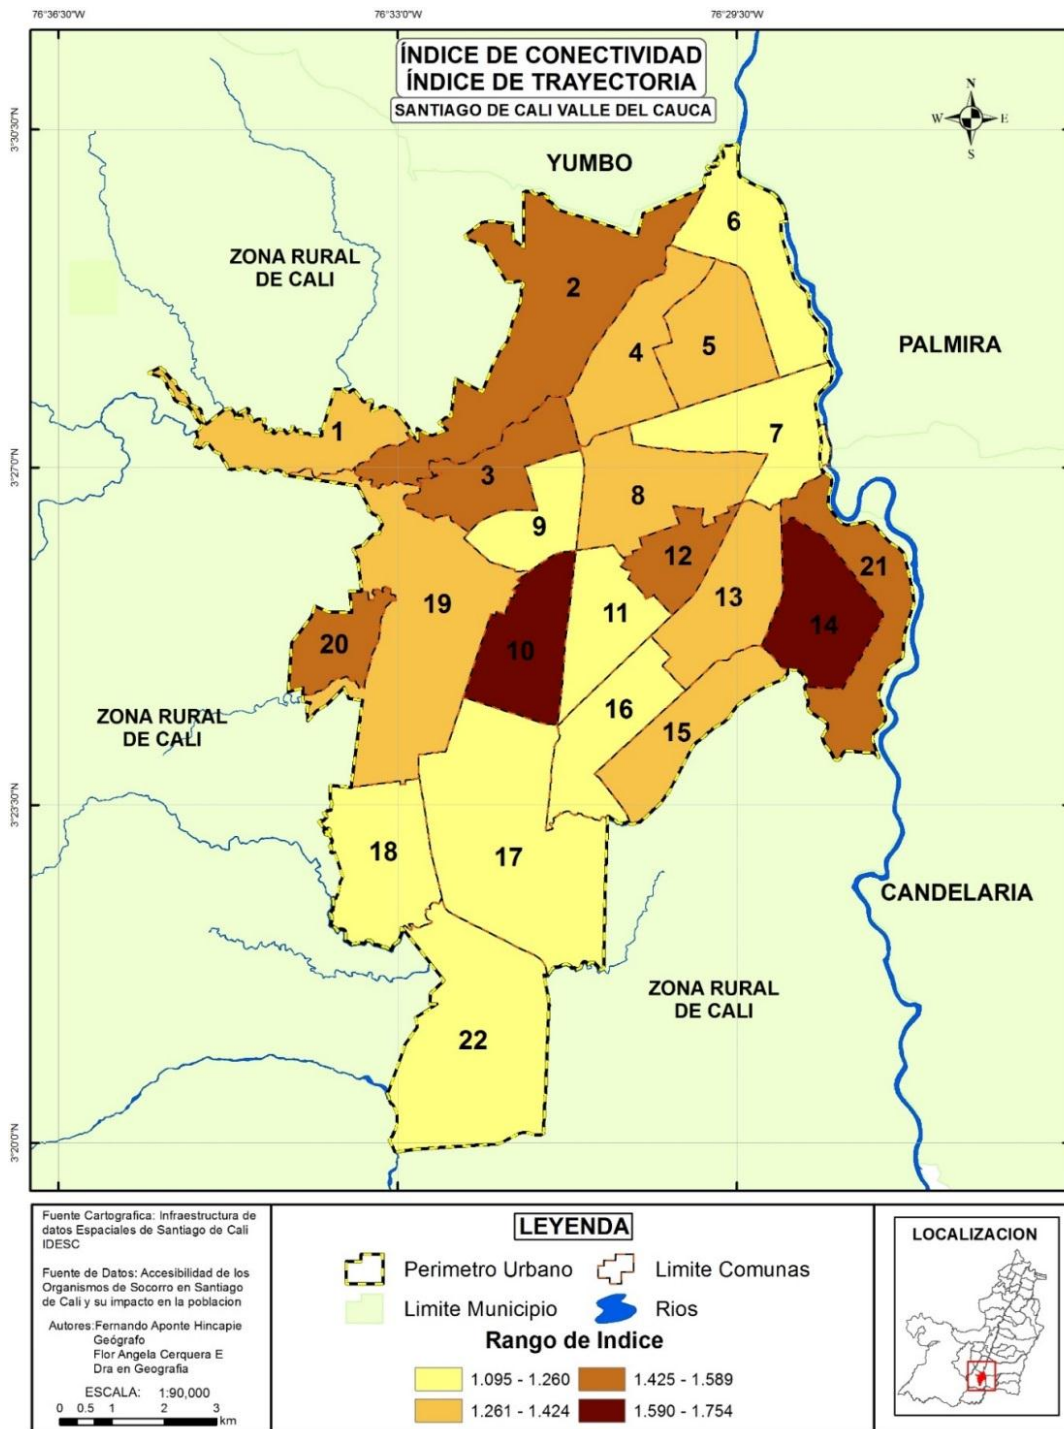 76°36'30"W
76°33'0"W
76°29'30"W
ÍNDICE DE CONECTIVIDAD
ÍNDICE DE TRAYECTORIA
SANTIAGO DE CALI VALLE DEL CAUCA
N
W
E
S
3°30'30"N
YUMBO
6
ZONA RURAL
DE CALI
2
PALMIRA
4
5
1
7
3°27'0"N
3
8
9
12
21
19
11
13
14
20
10
16
ZONA RURAL
DE CALI
15
3°23'30"N
18
17
CANDELARIA
ZONA RURAL
DE CALI
22
3°20'0"N
Fuente Cartografica: Infraestructura de
datos Espaciales de Santiago de Cali
IDESC
Fuente de Datos: Accesibilidad de los
Organismos de Socorro en Santiago
de Cali y su impacto en la poblacion
Autores:Fernando Aponte Hincapie
Geógrafo
Flor Angela Cerquera E
Dra en Geografia
ESCALA: 1:90,000
0 0.5 1 2 3
km
LEYENDA
Perimetro Urbano
Limite Comunas
Limite Municipio
Rios
Rango de Indice
1.095 - 1.260
1.425 - 1.589
1.261 - 1.424
1.590 - 1.754
LOCALIZACION